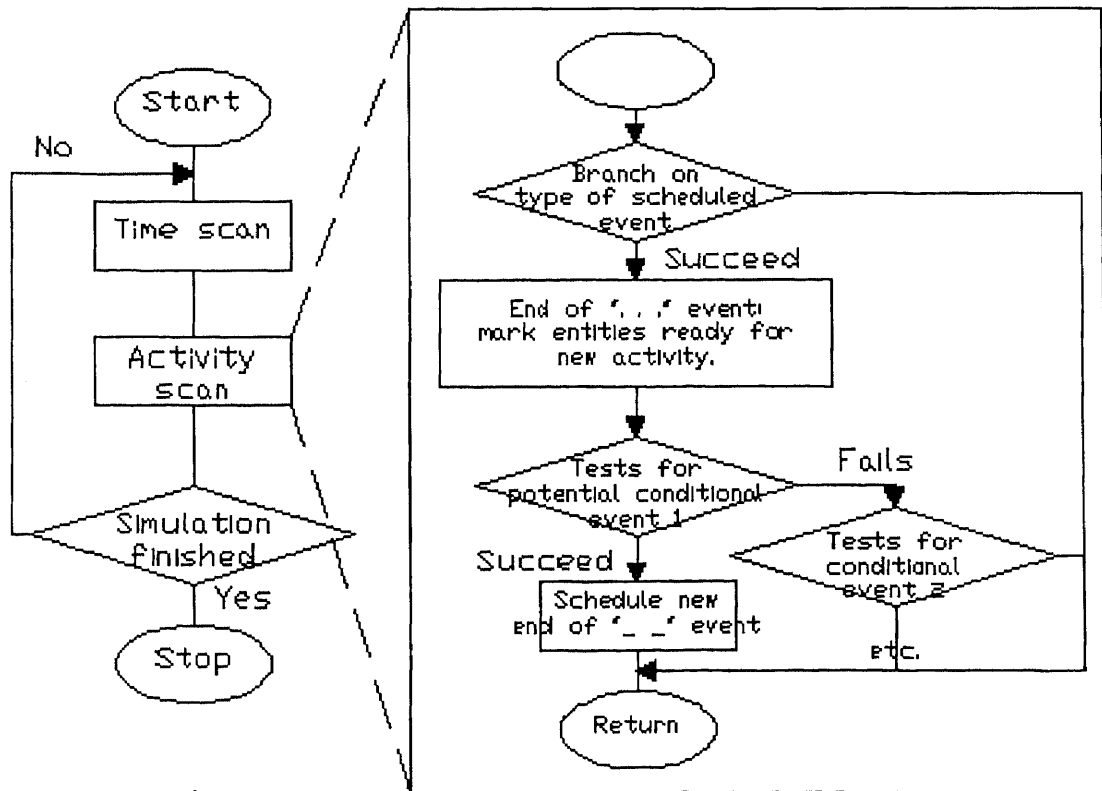 Start
No
Time scan
Activity
scan
Simulation
finished
Yes
Stop
Branch on
type of scheduled
event
Succeed
End of '...' event:
mark entities ready for
new activity.
Tests for
potential conditional
event 1
Fails
Succeed
Tests for
conditional
event 2
Schedule new
end of '_ _' event
etc.
Return